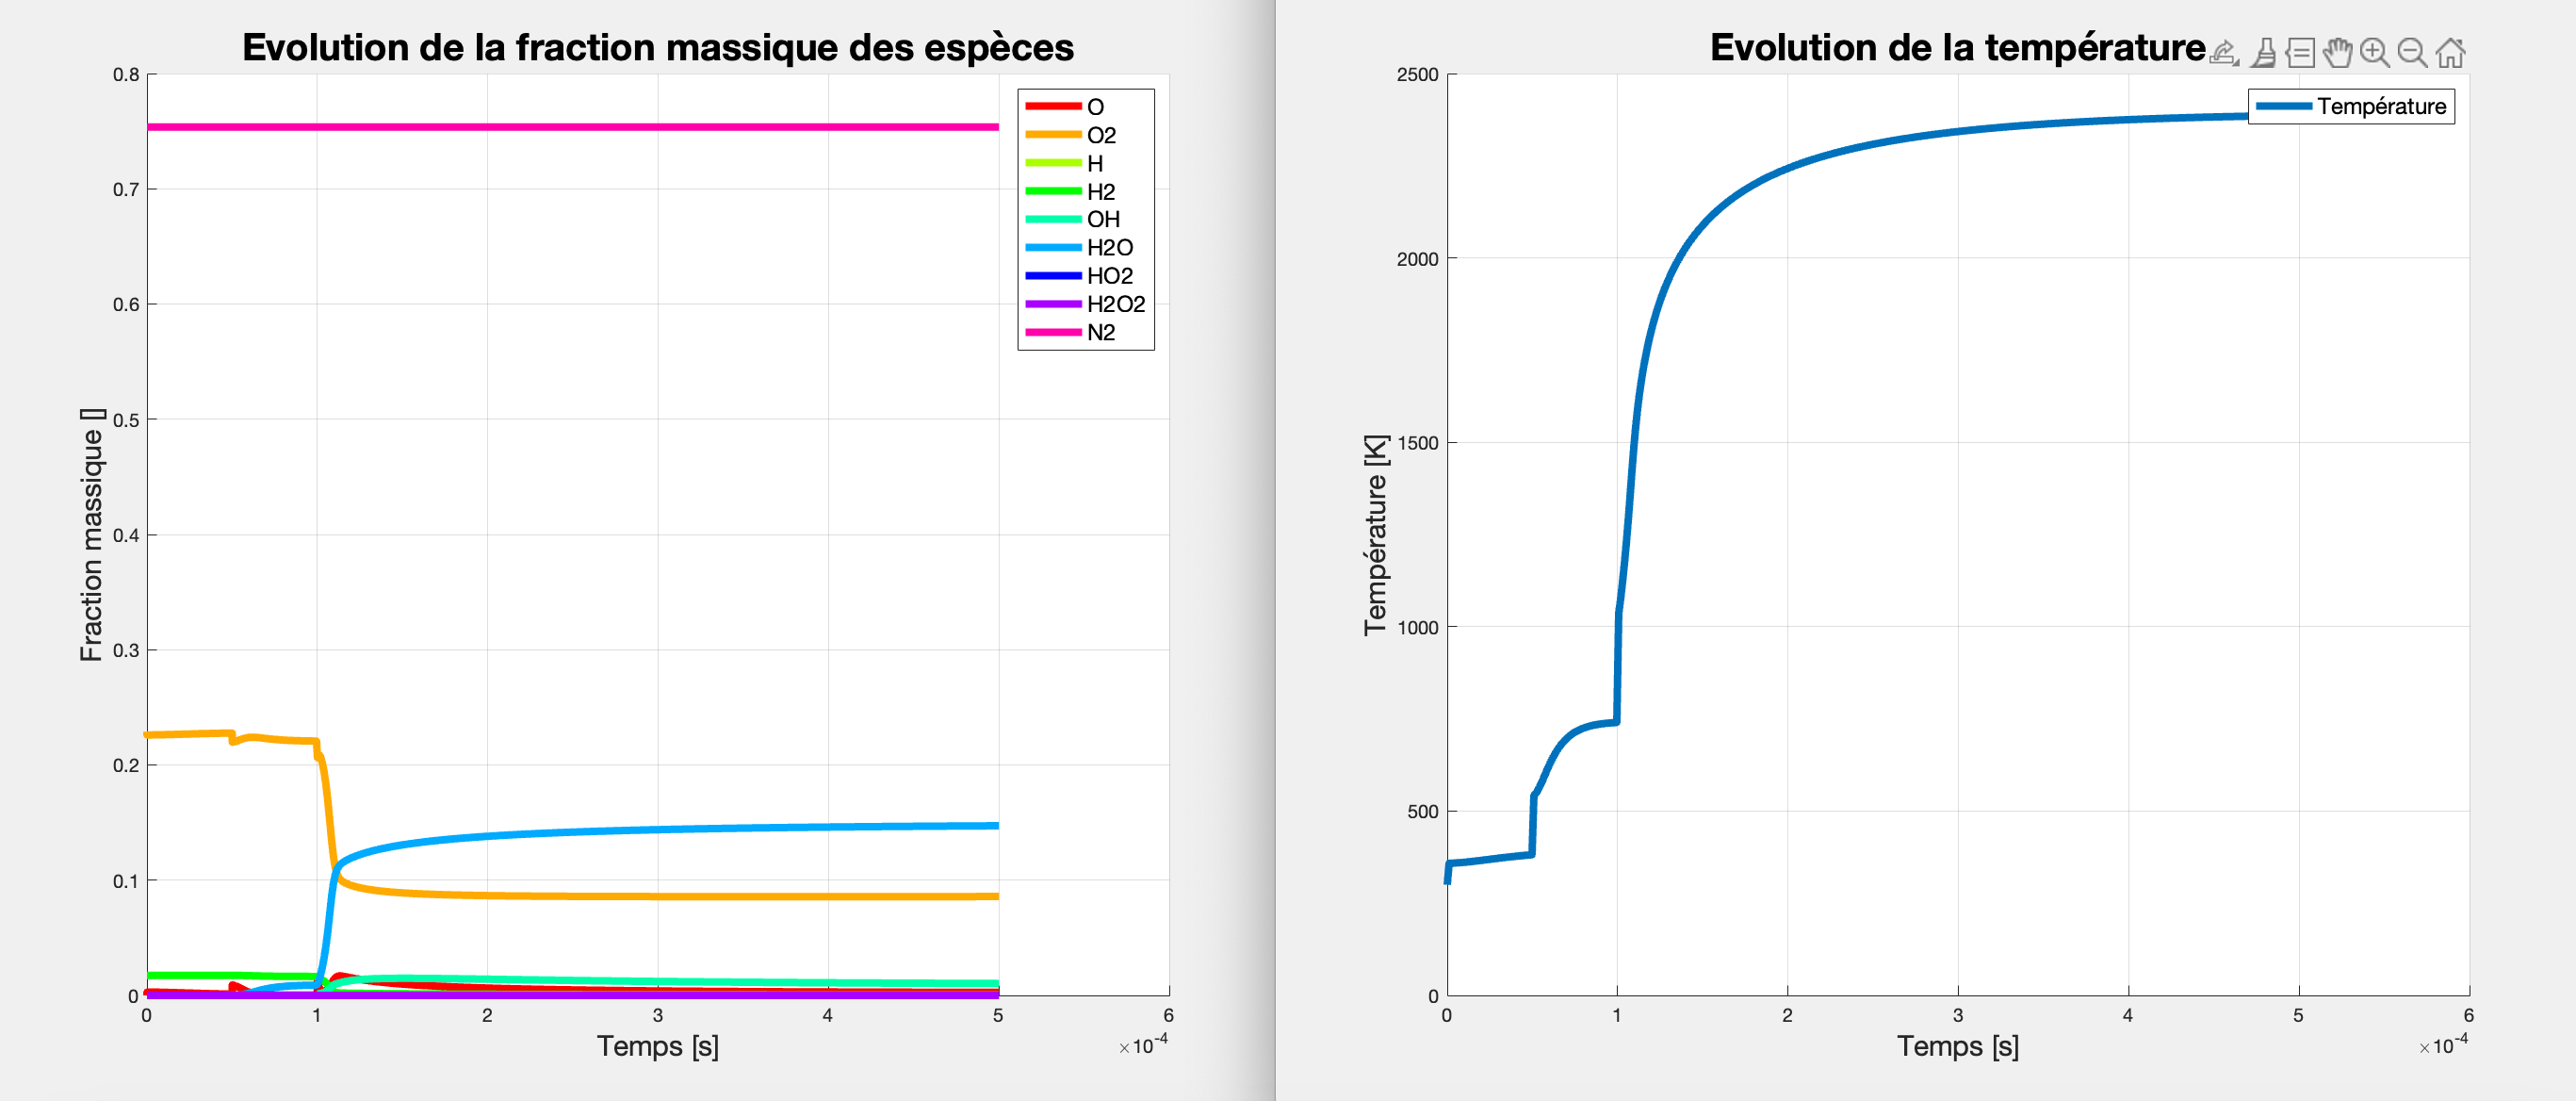 Evolution de la fraction massique des espèces
0.8
0.7
0.6
0.5
0.4
0.3
0.2
0.1
0
Fraction massique []
O
O2
H
H2
OH
H2O
HO2
H2O2
N2
0 1 2 3 4 5 6
Temps [s]
×10-4
Evolution de la température
2500
2000
1500
1000
500
0
Température [K]
Température
0 1 2 3 4 5 6
Temps [s]
×10-4